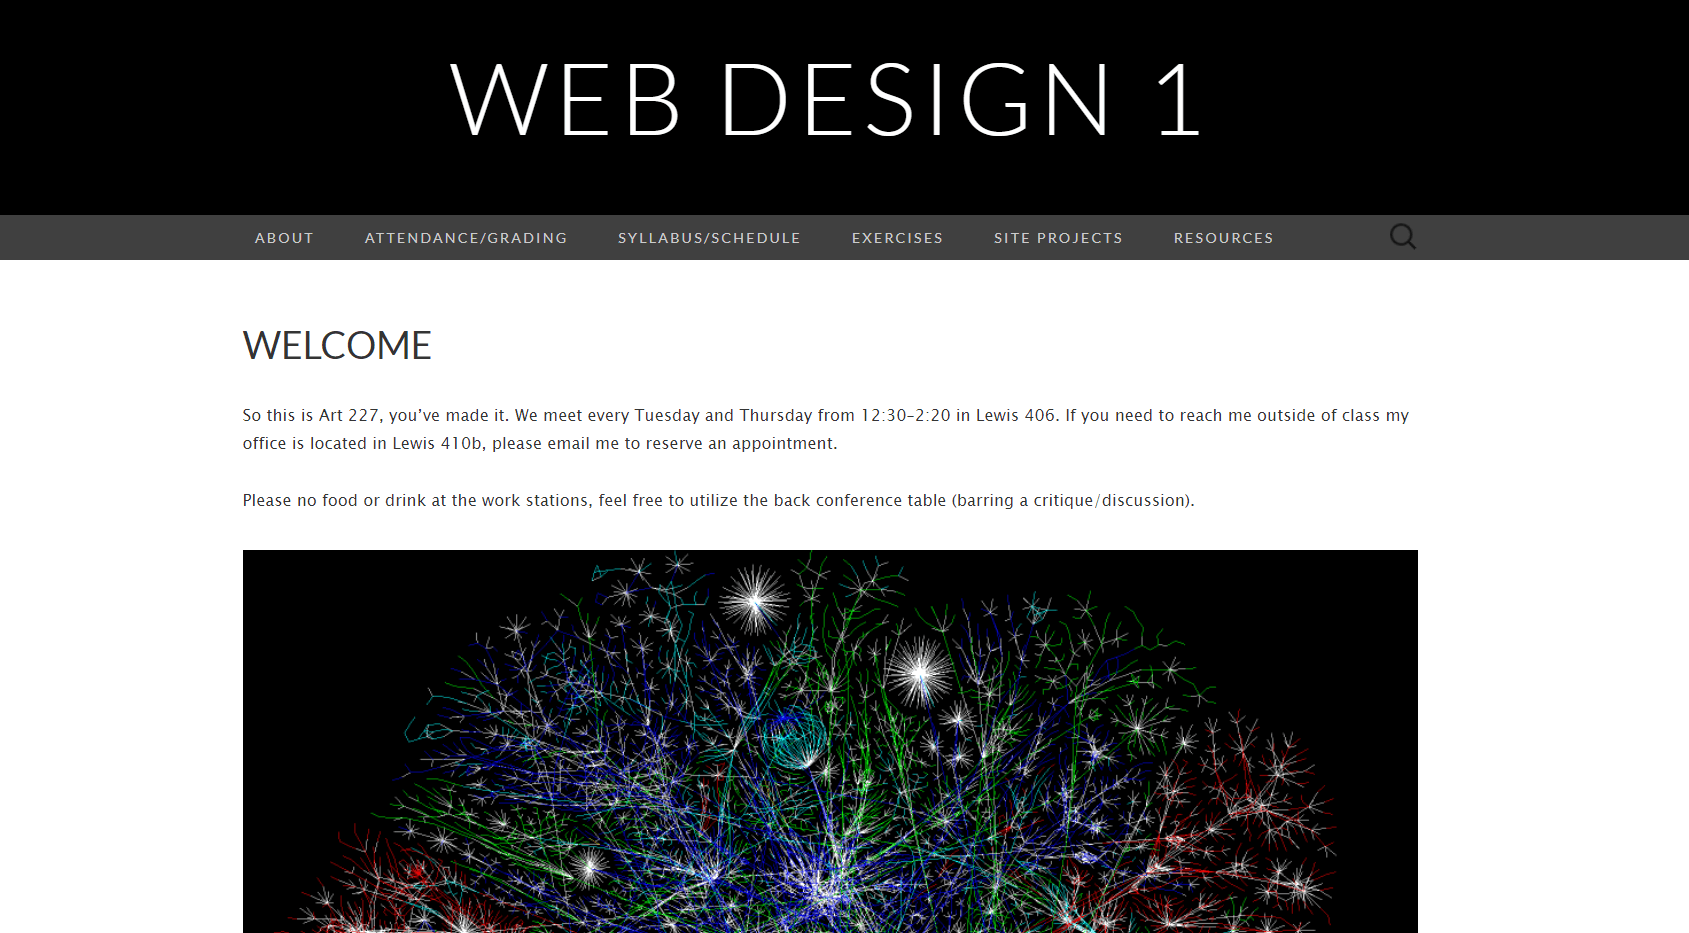 WEB DESIGN 1
ABOUT ATTENDANCE/GRADING SYLLABUS/SCHEDULE EXERCISES SITE PROJECTS RESOURCES
WELCOME
So this is Art 227, you’ve made it. We meet every Tuesday and Thursday from 12:30–2:20 in Lewis 406. If you need to reach me outside of class my
office is located in Lewis 410b, please email me to reserve an appointment.
Please no food or drink at the work stations, feel free to utilize the back conference table (barring a critique/discussion).